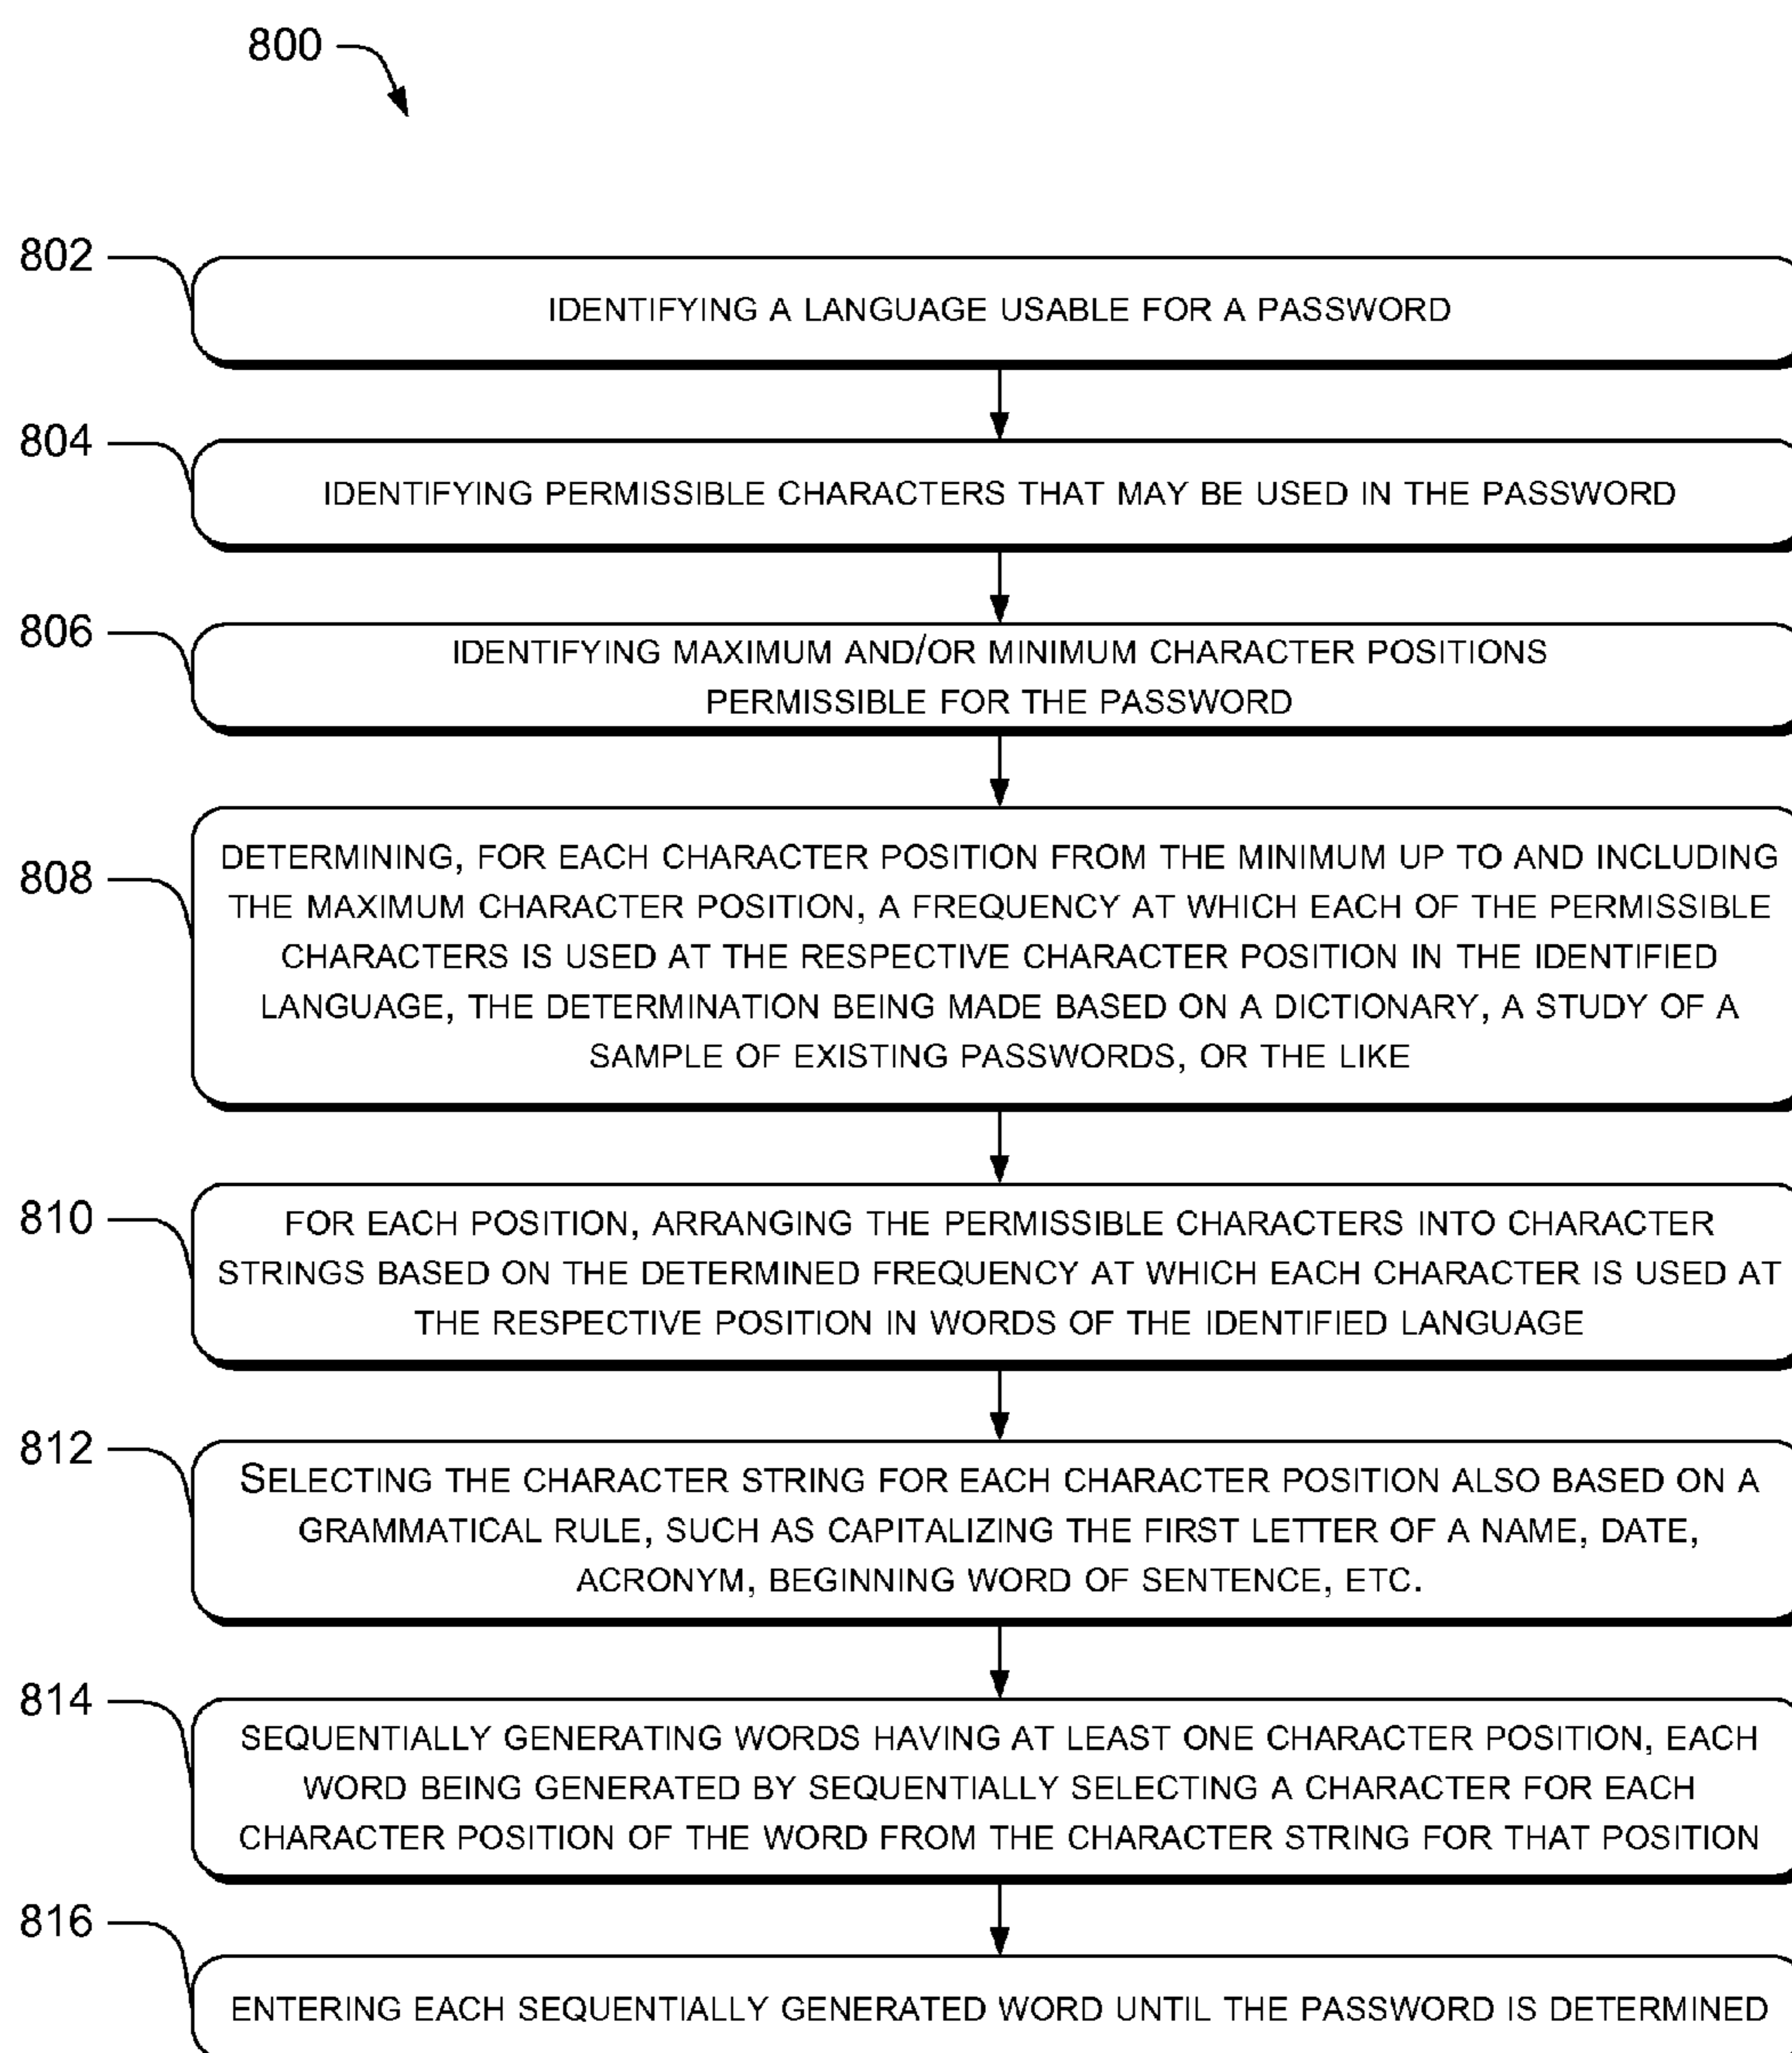 800
802
IDENTIFYING A LANGUAGE USABLE FOR A PASSWORD
804
IDENTIFYING PERMISSIBLE CHARACTERS THAT MAY BE USED IN THE PASSWORD
806
IDENTIFYING MAXIMUM AND/OR MINIMUM CHARACTER POSITIONS
PERMISSIBLE FOR THE PASSWORD
808
DETERMINING, FOR EACH CHARACTER POSITION FROM THE MINIMUM UP TO AND INCLUDING
THE MAXIMUM CHARACTER POSITION, A FREQUENCY AT WHICH EACH OF THE PERMISSIBLE
CHARACTERS IS USED AT THE RESPECTIVE CHARACTER POSITION IN THE IDENTIFIED
LANGUAGE, THE DETERMINATION BEING MADE BASED ON A DICTIONARY, A STUDY OF A
SAMPLE OF EXISTING PASSWORDS, OR THE LIKE
810
FOR EACH POSITION, ARRANGING THE PERMISSIBLE CHARACTERS INTO CHARACTER
STRINGS BASED ON THE DETERMINED FREQUENCY AT WHICH EACH CHARACTER IS USED AT
THE RESPECTIVE POSITION IN WORDS OF THE IDENTIFIED LANGUAGE
812
SELECTING THE CHARACTER STRING FOR EACH CHARACTER POSITION ALSO BASED ON A
GRAMMATICAL RULE, SUCH AS CAPITALIZING THE FIRST LETTER OF A NAME, DATE,
ACRONYM, BEGINNING WORD OF SENTENCE, ETC.
814
SEQUENTIALLY GENERATING WORDS HAVING AT LEAST ONE CHARACTER POSITION, EACH
WORD BEING GENERATED BY SEQUENTIALLY SELECTING A CHARACTER FOR EACH
CHARACTER POSITION OF THE WORD FROM THE CHARACTER STRING FOR THAT POSITION
816
ENTERING EACH SEQUENTIALLY GENERATED WORD UNTIL THE PASSWORD IS DETERMINED